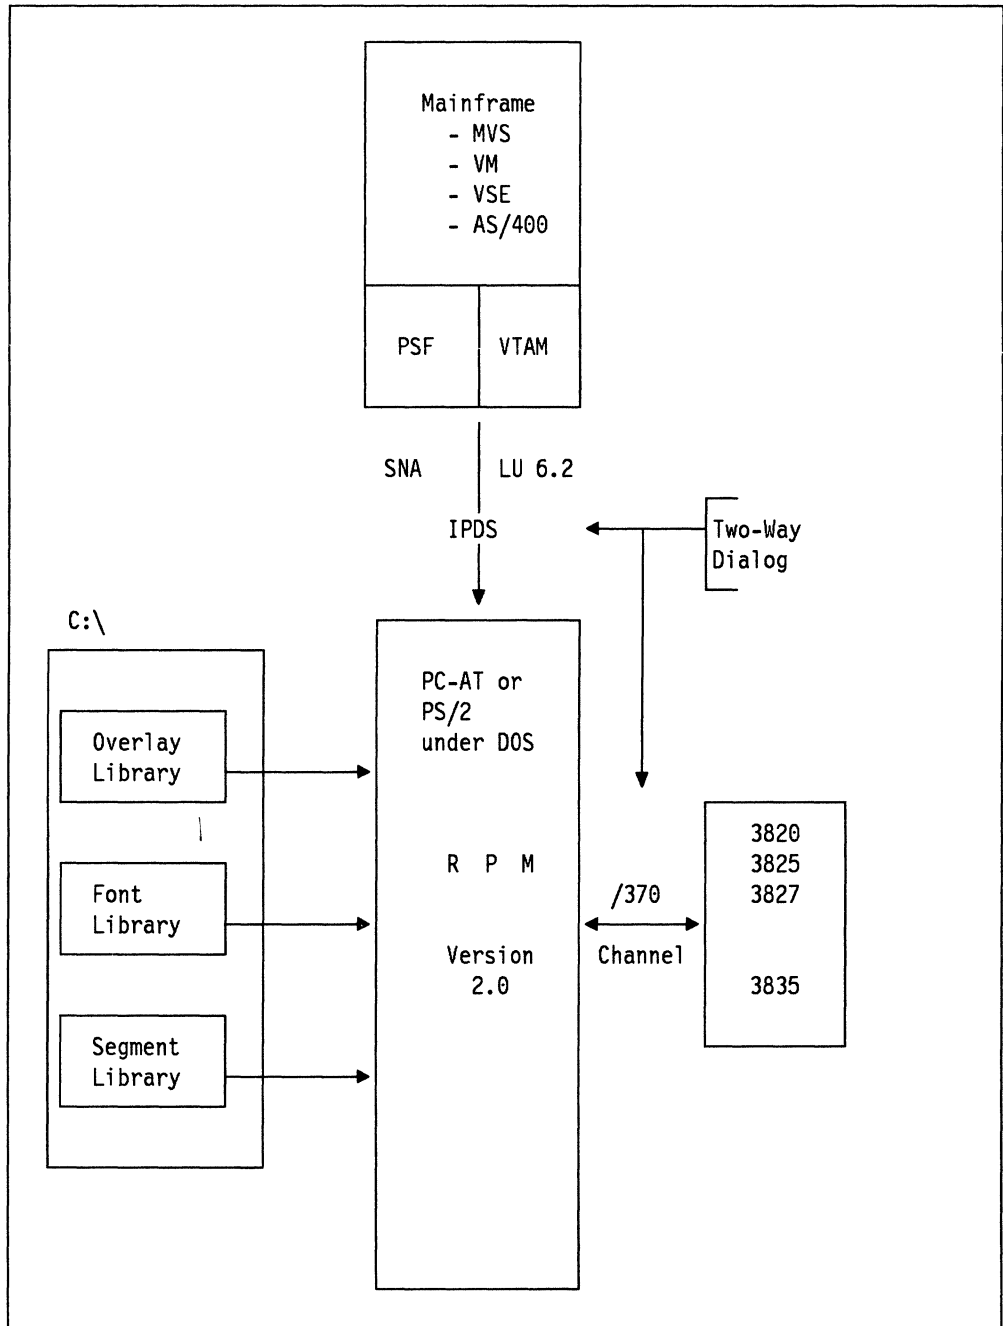 Mainframe
- MVS
- VM
- VSE
- AS/400
PSF
VTAM
SNA
LU 6.2
IPDS
Two-Way
Dialog
C:\
Overlay
Library
Font
Library
Segment
Library
PC-AT or
PS/2
under DOS
R P M
Version
2.0
/370
Channel
3820
3825
3827
3835